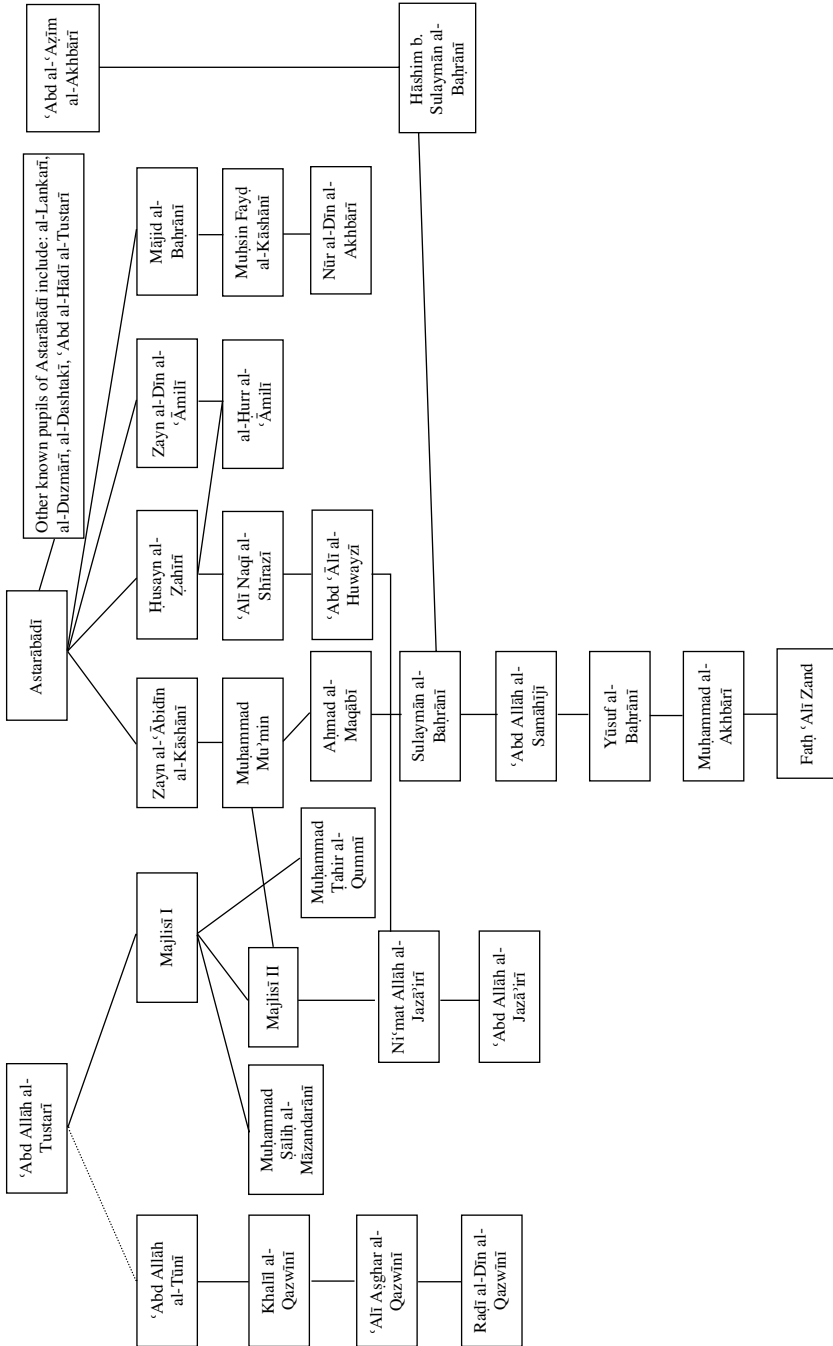 ʿAbd Allāh al-
Tustarī
Astarābādī
Other known pupils of Astarābādī include: al-Lankarī,
al-Duzmārī, al-Dashtakī, ʿAbd al-Hādī al-Tustarī
ʿAbd al-ʿAẓīm
al-Akhbārī
ʿAbd Allāh
al-Tūnī
Majlisī I
Zayn al-ʿĀbidīn
al-Kāshānī
Ḥusayn al-
Ẓahīrī
Zayn al-Dīn al-
ʿĀmilī
Mājid al-
Baḥrānī
Khalīl al-
Qazwīnī
Muḥammad
Ṣāliḥ al-
Māzandarānī
Majlisī II
Muḥammad
Ṭahir al-
Qummī
Muḥammad
Muʾmin
ʿAlī Naqī al-
Shīrazī
al-Ḥurr al-
ʿĀmilī
Muḥsin Fayḍ
al-Kāshānī
ʿAlī Aṣghar al-
Qazwīnī
Niʿmat Allāh al-
Jazāʾirī
Aḥmad al-
Maqābī
ʿAbd ʿĀlī al-
Huwayzī
Nūr al-Dīn al-
Akhbārī
Raḍī al-Dīn al-
Qazwīnī
ʿAbd Allāh al-
Jazāʾirī
Sulaymān al-
Baḥrānī
Hāshim b.
Sulaymān al-
Baḥrānī
ʿAbd Allāh al-
Samāhījī
Yūsuf al-
Baḥrānī
Muḥammad al-
Akhbārī
Fatḥ ʿAlī Zand